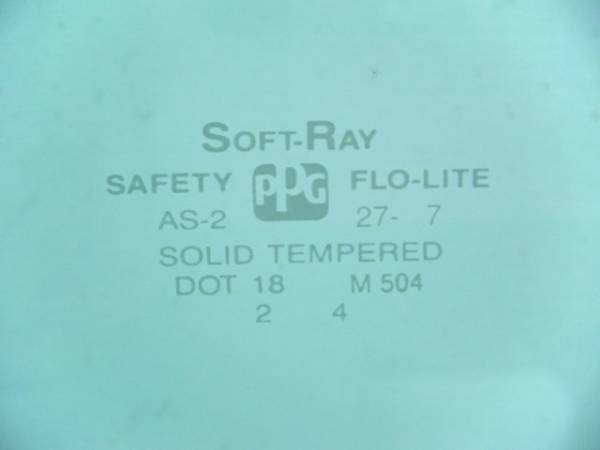 SOFT-RAY
SAFETY PPG FLO-LITE
AS-2 27- 7
SOLID TEMPERED
DOT 18 M 504
2 4